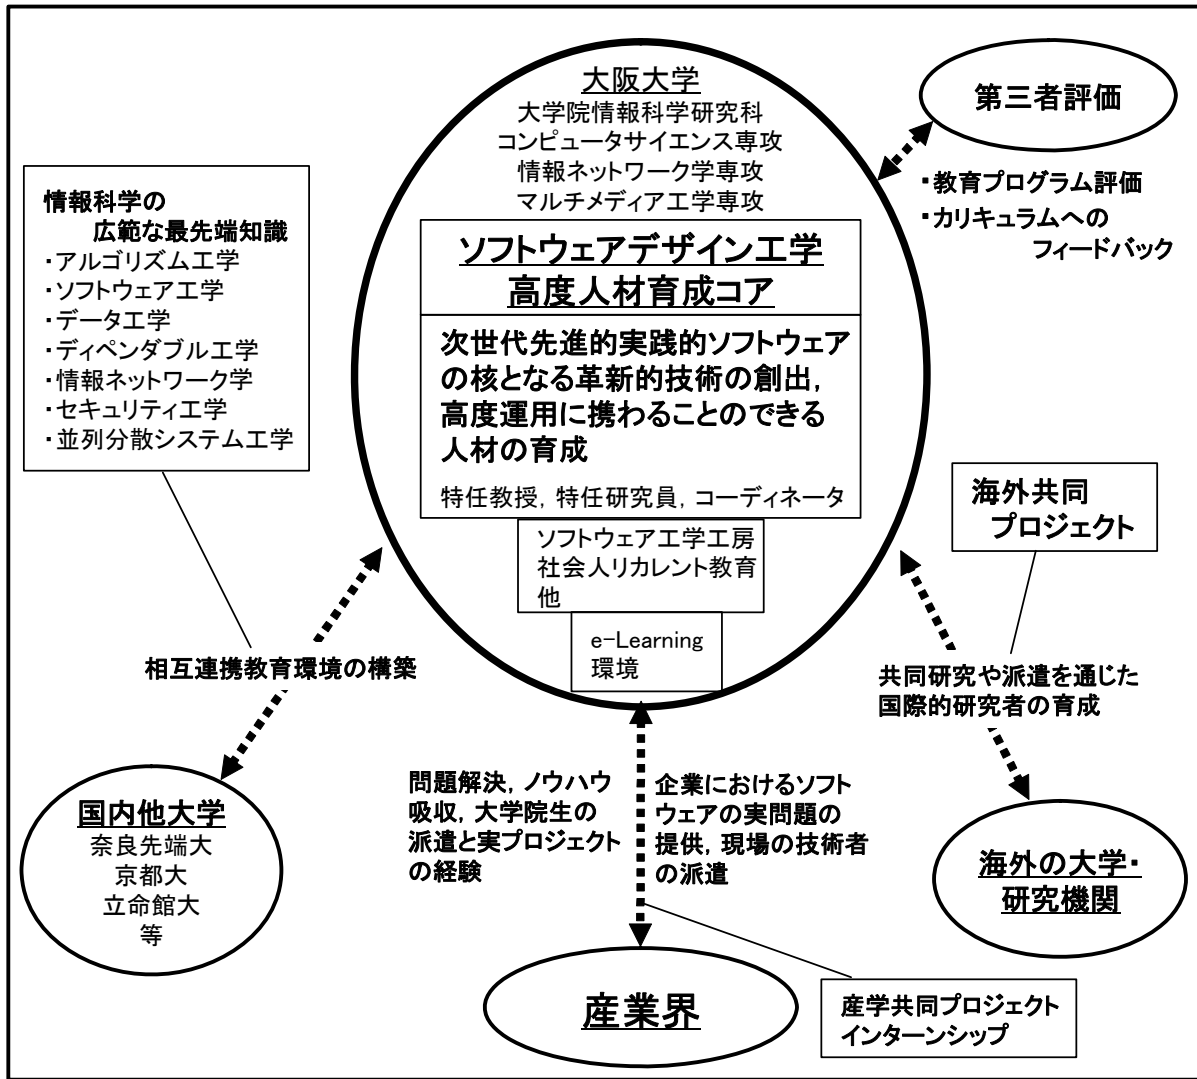 大阪大学
大学院情報科学研究科
コンピュータサイエンス専攻
情報ネットワーク学専攻
マルチメディア工学専攻
ソフトウェアデザイン工学
高度人材育成コア
次世代先進的実践的ソフトウェア
の核となる革新的技術の創出,
高度運用に携わることのできる
人材の育成
特任教授, 特任研究員, コーディネータ
ソフトウェア工学工房
社会人リカレント教育
他
e-Learning
環境
第三者評価
・教育プログラム評価
・カリキュラムへの
フィードバック
情報科学の
広範な最先端知識
・アルゴリズム工学
・ソフトウェア工学
・データ工学
・ディペンダブル工学
・情報ネットワーク学
・セキュリティ工学
・並列分散システム工学
相互連携教育環境の構築
国内他大学
奈良先端大
京都大
立命館大
等
海外共同
プロジェクト
共同研究や派遣を通じた
国際的研究者の育成
海外の大学・
研究機関
問題解決, ノウハウ
吸収, 大学院生の
派遣と実プロジェクト
の経験
企業におけるソフト
ウェアの実問題の
提供, 現場の技術者
の派遣
産業界
産学共同プロジェクト
インターンシップ